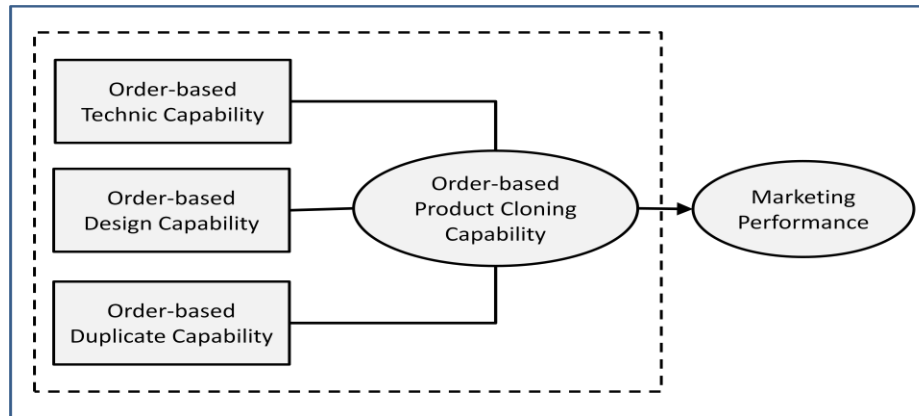 Order-based
Technic Capability
Order-based
Design Capability
Order-based
Duplicate Capability
Order-based
Product Cloning
Capability
Marketing
Performance